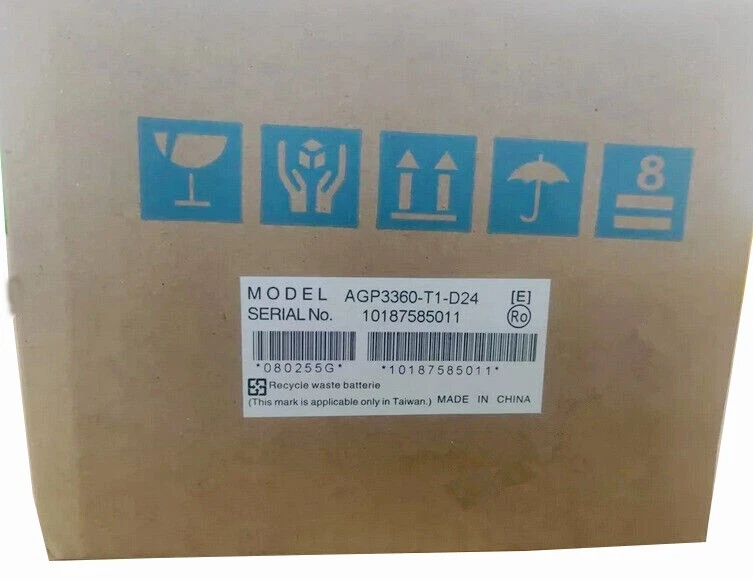 8
MODEL AGP3360-T1-D24 [E]
SERIAL No. 10187585011 Ro
*080255G* *10187585011*
Recycle waste batterie
(This mark is applicable only in Taiwan.) MADE IN CHINA